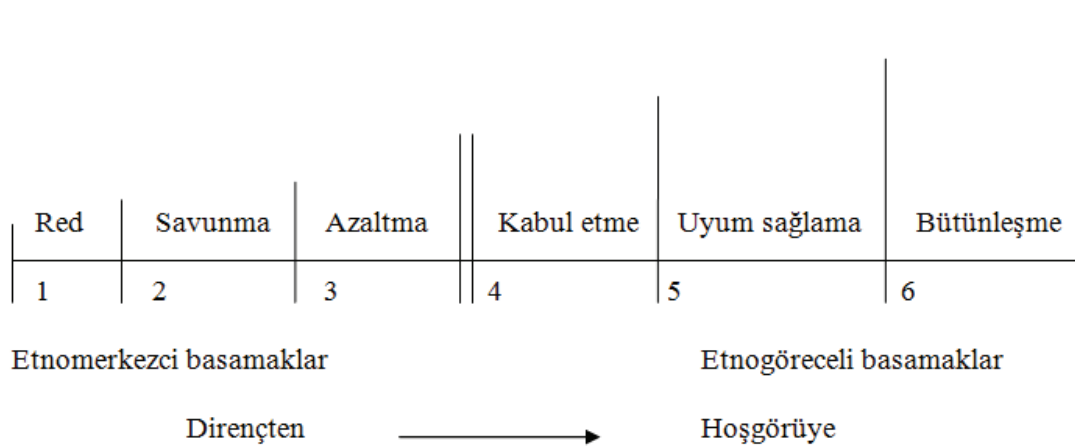 Red Savunma Azaltma Kabul etme Uyum sağlama Bütünleşme
1 2 3 4 5 6
Etnomerkezci basamaklar Etnogöreceli basamaklar
Dirençten Hoşgörüye